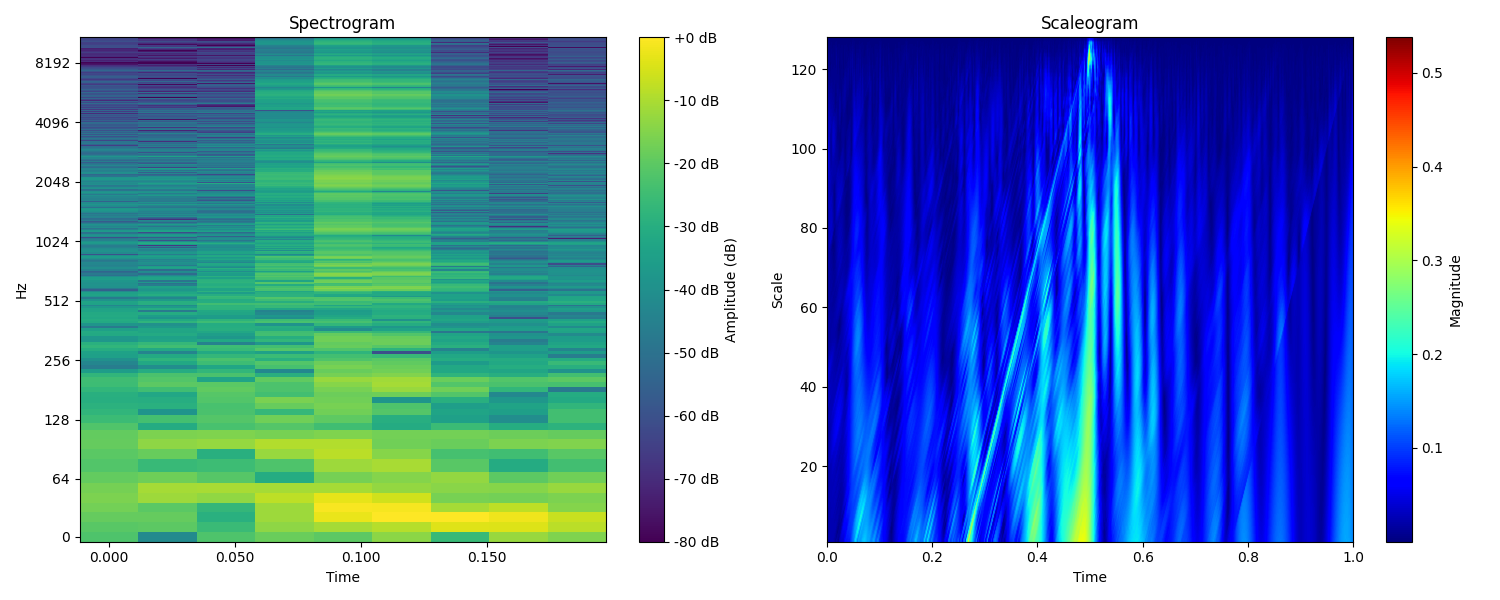 Spectrogram
Hz
8192
4096
2048
1024
512
256
128
64
0
0.000 0.050 0.100 0.150
Time
+0 dB
-10 dB
-20 dB
-30 dB
-40 dB
-50 dB
-60 dB
-70 dB
-80 dB
Amplitude (dB)
Scaleogram
Scale
120
100
80
60
40
20
0.0 0.2 0.4 0.6 0.8 1.0
Time
0.5
0.4
0.3
0.2
0.1
Magnitude